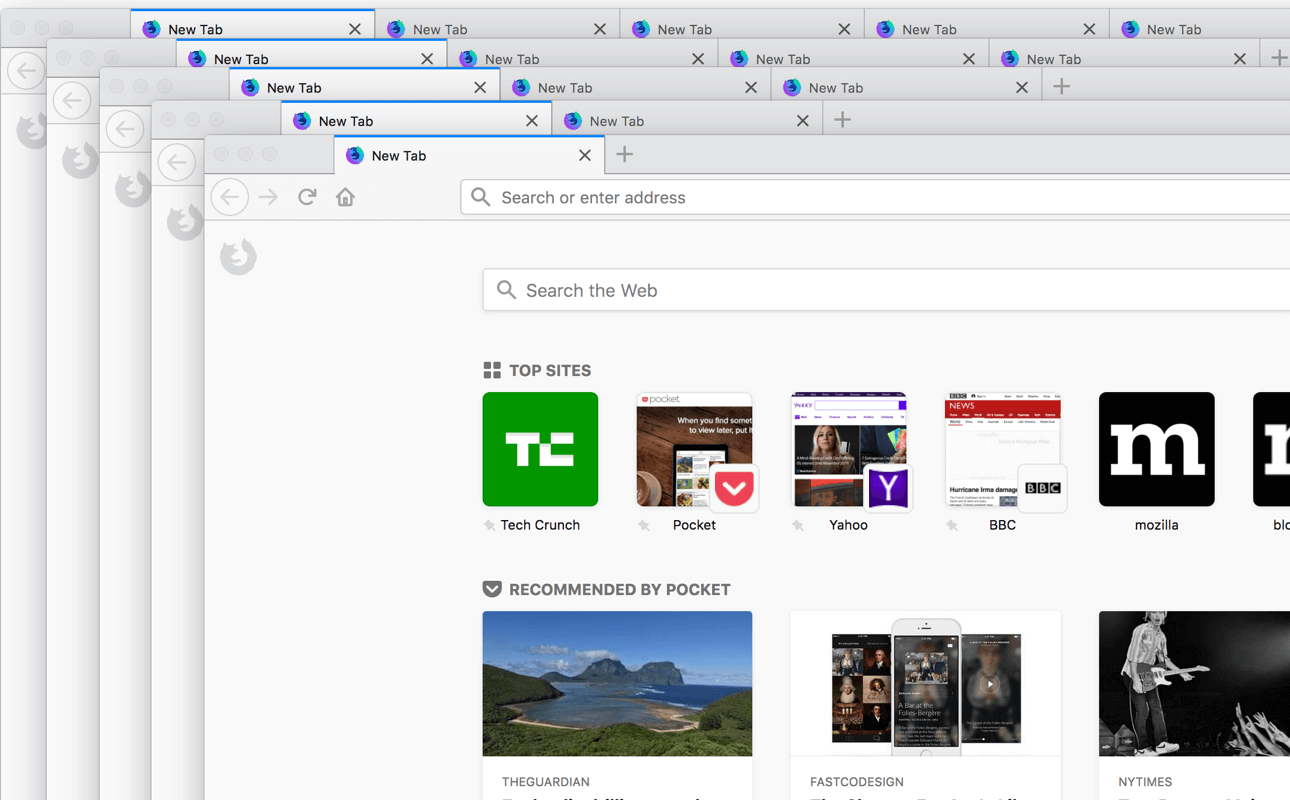 New Tab New Tab New Tab New Tab New Tab
New Tab New Tab New Tab New Tab
New Tab New Tab New Tab
New Tab New Tab
New Tab
Search or enter address
Search the Web
TOP SITES
TC
pocket
When you find
to view later, put
YAHOO!
BBC
NEWS
Hurricane Irma damage
Y
BBC
m
Tech Crunch Pocket Yahoo BBC mozilla
RECOMMENDED BY POCKET
A Bar at the
Folies-Bergère
THEGUARDIAN FASTCODESIGN NYTIMES